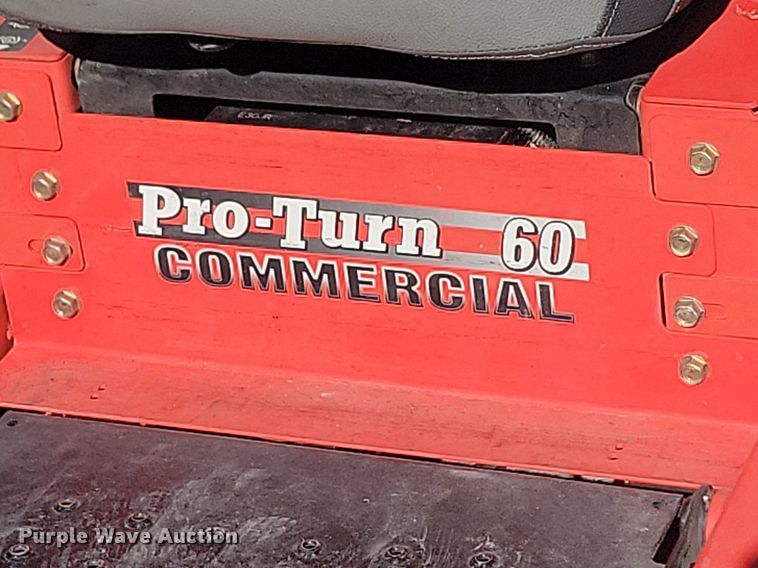 Pro-Turn 60
COMMERCIAL
Purple Wave Auction